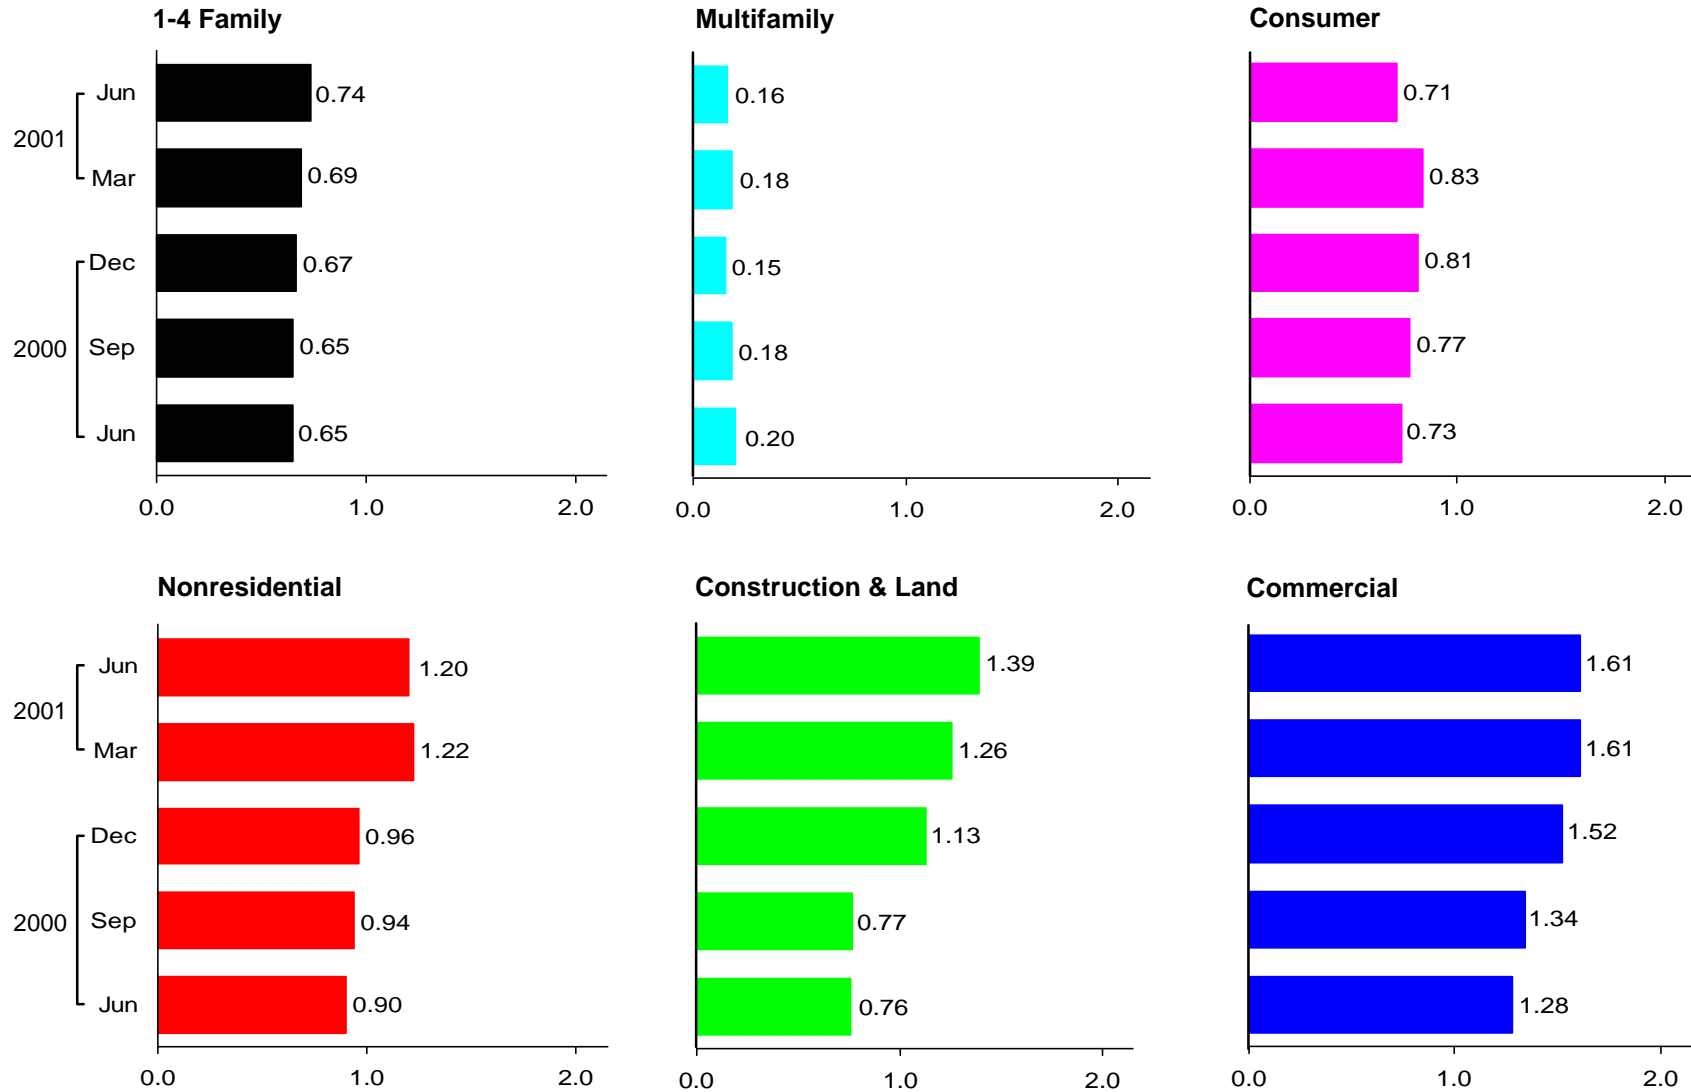 1-4 Family
2001
Jun 0.74
Mar 0.69
2000
Dec 0.67
Sep 0.65
Jun 0.65
0.0 1.0 2.0
Multifamily
0.16
0.18
0.15
0.18
0.20
0.0 1.0 2.0
Consumer
0.71
0.83
0.81
0.77
0.73
0.0 1.0 2.0
Nonresidential
2001
Jun 1.20
Mar 1.22
2000
Dec 0.96
Sep 0.94
Jun 0.90
0.0 1.0 2.0
Construction & Land
1.39
1.26
1.13
0.77
0.76
0.0 1.0 2.0
Commercial
1.61
1.61
1.52
1.34
1.28
0.0 1.0 2.0